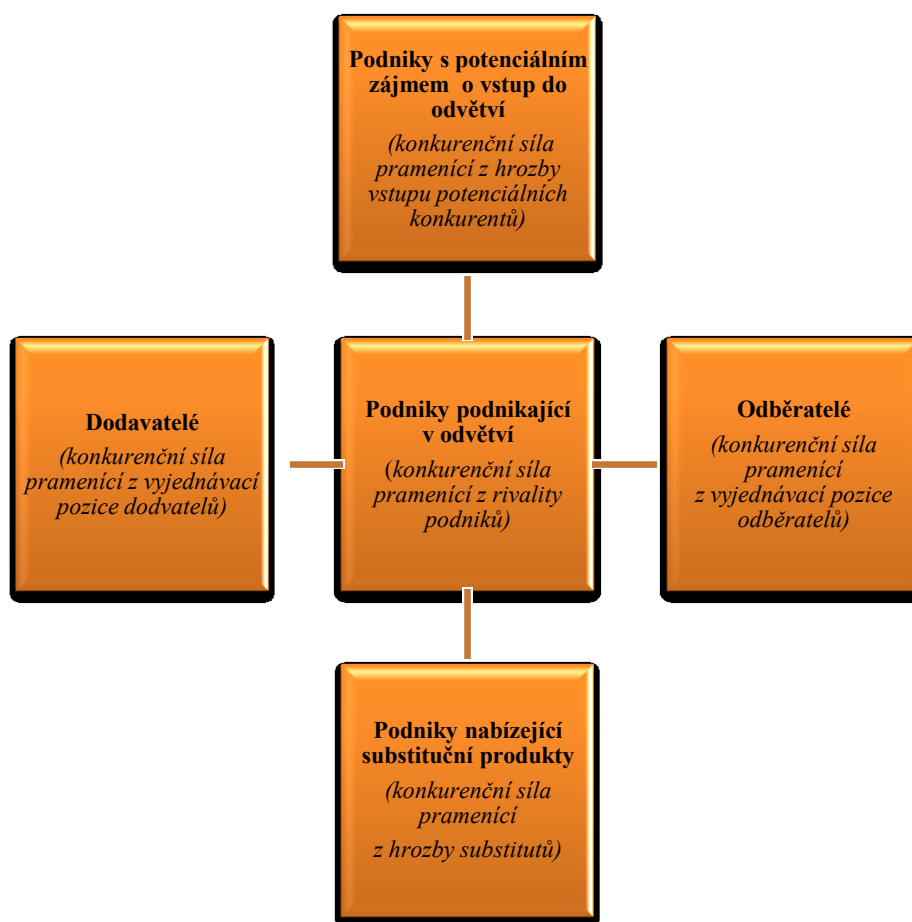 Podniky s potenciálním
zájmem o vstup do
odvětví
(konkurenční síla
pramenící z hrozby
vstupu potenciálních
konkurentů)
Dodavatelé
(konkurenční síla
pramenící z vyjednávací
pozice dodvatelů)
Podniky podnikající
v odvětví
(konkurenční síla
pramenící z rivality
podniků)
Odběratelé
(konkurenční síla
pramenící
z vyjednávací pozice
odběratelů)
Podniky nabízející
substituční produkty
(konkurenční síla
pramenící
z hrozby substitutů)